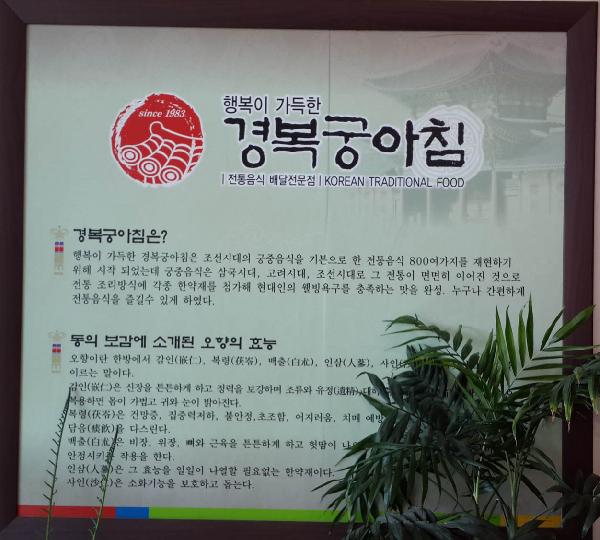 since 1983
행복이 가득한
경복궁아침
| 전통음식 배달전문점 | KOREAN TRADITIONAL FOOD
경복궁아침은?
행복이 가득한 경복궁아침은 조선시대의 궁중음식을 기본으로 한 전통음식 800여가지를 재현하기
위해 시작 되었는데 궁중음식은 삼국시대, 고려시대, 조선시대로 그 전통이 면면히 이어진 것으로
전통 조리방식에 각종 한약재를 첨가해 현대인의 웰빙욕구를 충족하는 맛을 완성. 누구나 간편하게
전통음식을 즐길수 있게 하였다.
동의 보감에 소개된 오향의 효능
오향이란 한방에서 감인(嵌仁), 복령(茯岺), 백출(白朮), 인삼(人蔘), 사인
이르는 말이다.
감인(嵌仁)은 신장을 튼튼하게 하고 정력을 보강하며 조류와 유정(遺精)
복용하면 몸이 가볍고 귀와 눈이 밝아진다.
복령(茯岺)은 건망증, 집중력저하, 불안정,초조함, 어지러움, 치매 예방
담음(痰飮)을 다스린다.
백출(白朮)은 비장, 위장, 뼈와 근육을 튼튼하게 하고 헛땀이
안정시키는 작용을 한다.
인삼(人蔘)은 그 효능을 일일이 나열할 필요없는 한약재이다.
사인(沙仁)은 소화기능을 보호하고 돕는다.